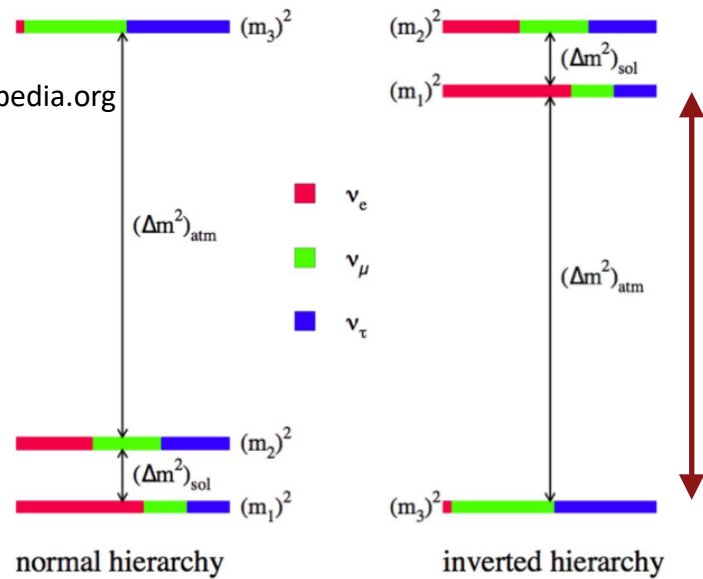 (m₃)²
pedia.org
(Δm²)atm
(m₂)²
(Δm²)sol
(m₁)²
normal hierarchy
νe
νμ
ντ
(m₂)²
(Δm²)sol
(m₁)²
(Δm²)atm
(m₃)²
inverted hierarchy